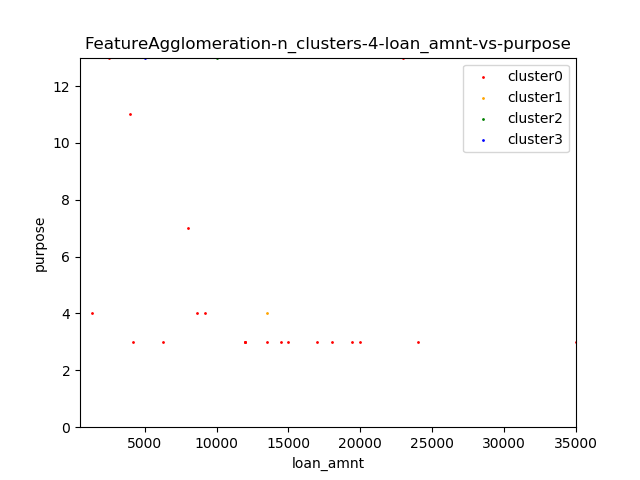 FeatureAgglomeration-n_clusters-4-loan_amnt-vs-purpose
cluster0
cluster1
cluster2
cluster3
12
10
8
6
4
2
0
purpose
5000 10000 15000 20000 25000 30000 35000
loan_amnt